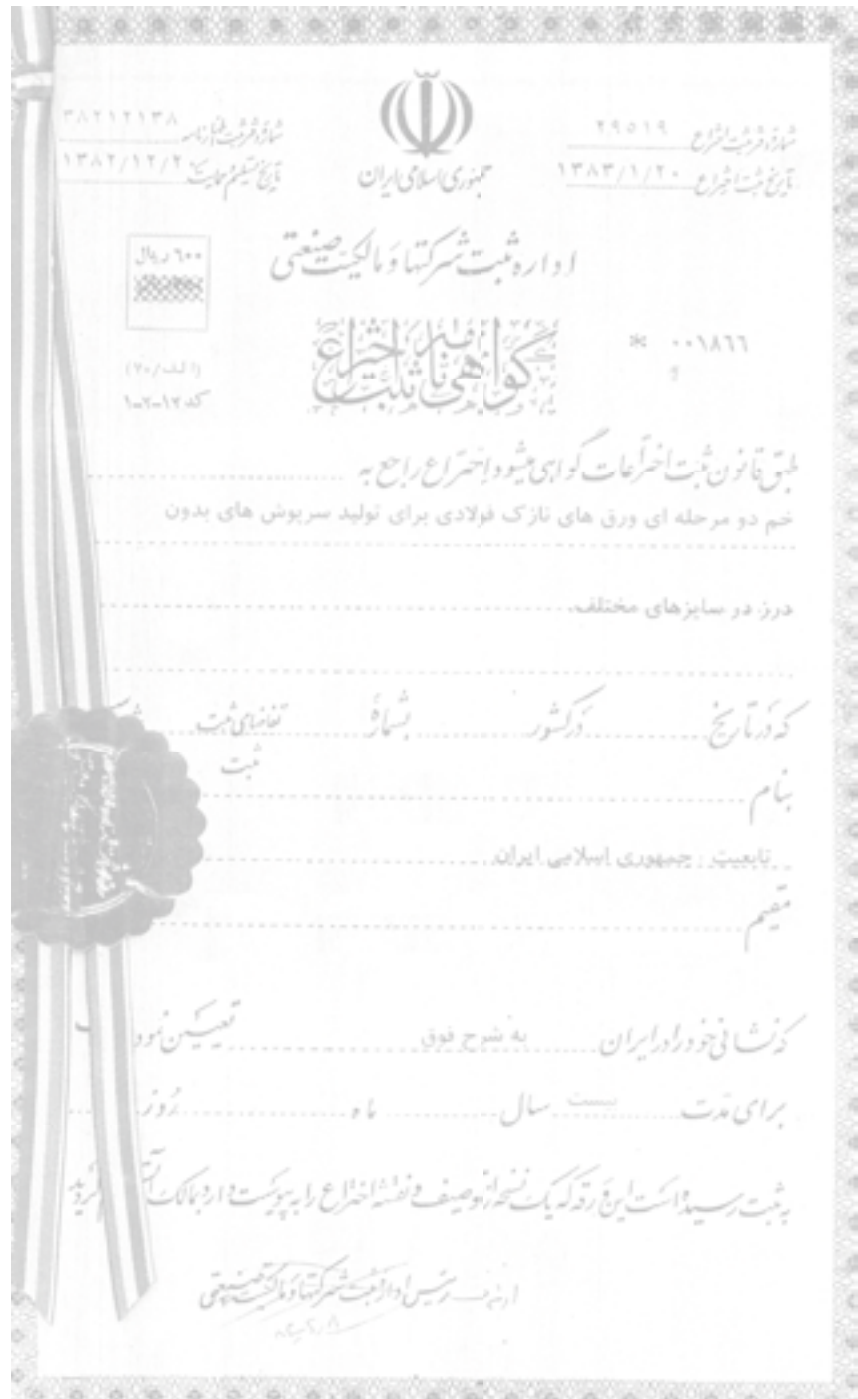 شماره و ثبت اختراع ۲۹۵۱۹
تاریخ ثبت اختراع ۱۳۸۳/۱/۲۰
جمهوری اسلامی ایران
شماره و ثبت اظهارنامه ۳۸۲۱۲۱۳۸
تاریخ تسلیم و حمایت ۱۳۸۲/۱۲/۲
اداره ثبت شرکتها و مالکیت صنعتی
۶۰۰ ریال
گواهی نامه ثبت اختراع
* ۰۰۱۸۶۶
(الف/۷۰)
کد ۱۲-۲-۱
طبق قانون ثبت اختراعات گواهی میشود اختراع راجع به
خم دو مرحله ای ورق های نازک فولادی برای تولید سرپوش های بدون
درز در سایزهای مختلف
که در تاریخ در کشور بشماره تقاضای ثبت
ثبت
بنام
تابعیت : جمهوری اسلامی ایران
مقیم
که نشانی خود را در ایران به شرح فوق تعیین نموده
برای مدت بیست سال ماه روز
به ثبت رسیده است این ورقه که یک نسخه از توصیف و نقشه اختراع را به پیوست دارد بمالک آن گردید
رئیس اداره ثبت شرکتها و مالکیت صنعتی